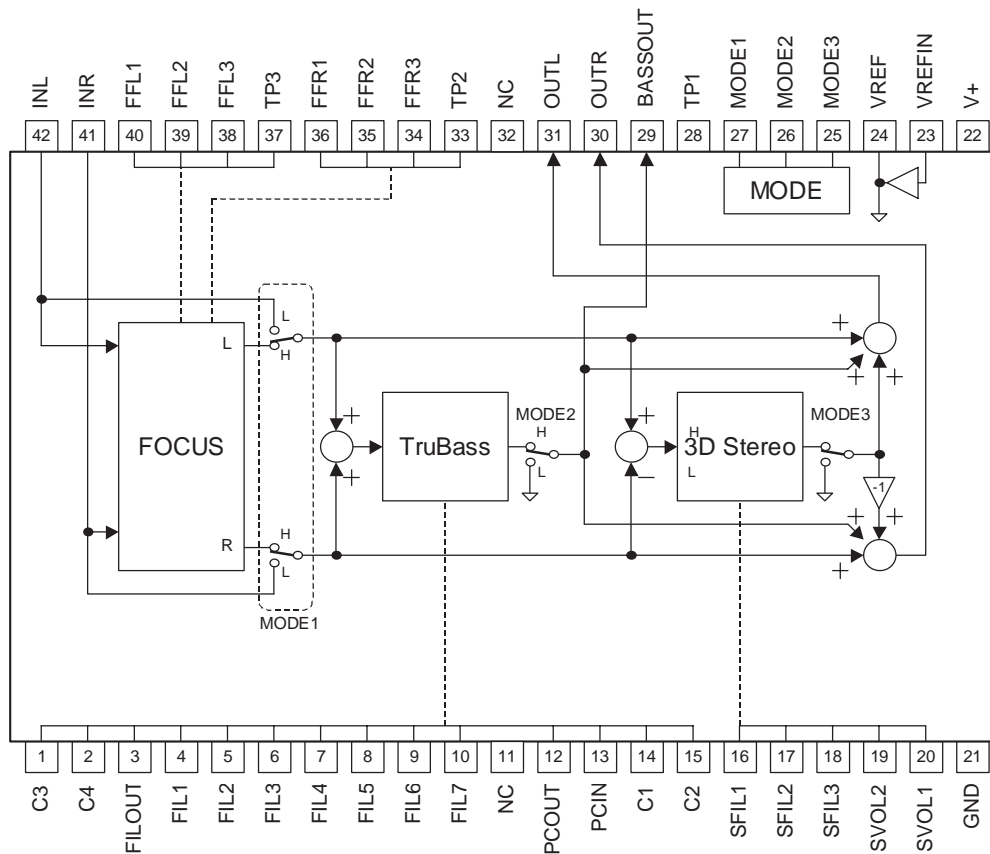 INL
INR
FFL1
FFL2
FFL3
TP3
FFR1
FFR2
FFR3
TP2
NC
OUTL
OUTR
BASSOUT
TP1
MODE1
MODE2
MODE3
VREF
VREFIN
V+
42 41 40 39 38 37 36 35 34 33 32 31 30 29 28 27 26 25 24 23 22
MODE
L
+
L
H
+ +
FOCUS
+
TruBass
MODE2
H
L
+
H
3D Stereo
L
MODE3
+
−
-1
R
H
L
+ +
+
MODE1
1 2 3 4 5 6 7 8 9 10 11 12 13 14 15 16 17 18 19 20 21
C3
C4
FILOUT
FIL1
FIL2
FIL3
FIL4
FIL5
FIL6
FIL7
NC
PCOUT
PCIN
C1
C2
SFIL1
SFIL2
SFIL3
SVOL2
SVOL1
GND